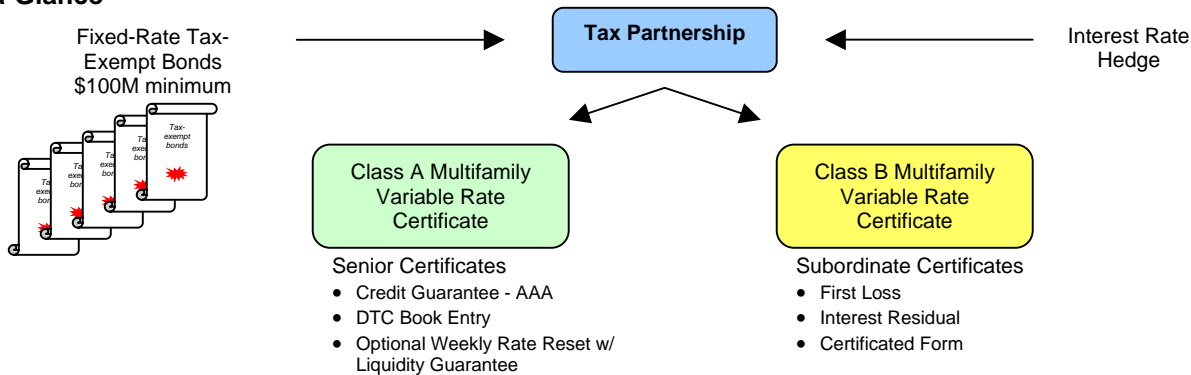 a Glance
Fixed-Rate Tax-
Exempt Bonds
$100M minimum
Tax Partnership
Interest Rate
Hedge
Tax-
exempt
bonds
Class A Multifamily
Variable Rate
Certificate
Class B Multifamily
Variable Rate
Certificate
Senior Certificates
• Credit Guarantee - AAA
• DTC Book Entry
• Optional Weekly Rate Reset w/
Liquidity Guarantee
Subordinate Certificates
• First Loss
• Interest Residual
• Certificated Form